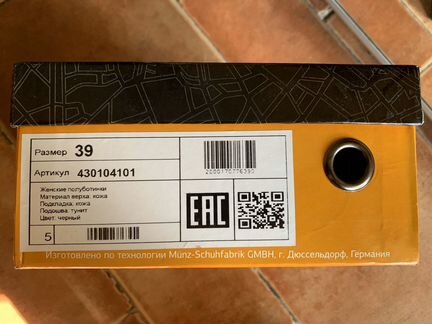 Размер 39
Артикул 430104101
Женские полуботинки
Материал верха: кожа
Подкладка: кожа
Подошва: тунит
Цвет: черный
5
2000170776390
EAC
Изготовлено по технологии Münz-Schuhfabrik GMBH, г. Дюссельдорф, Германия